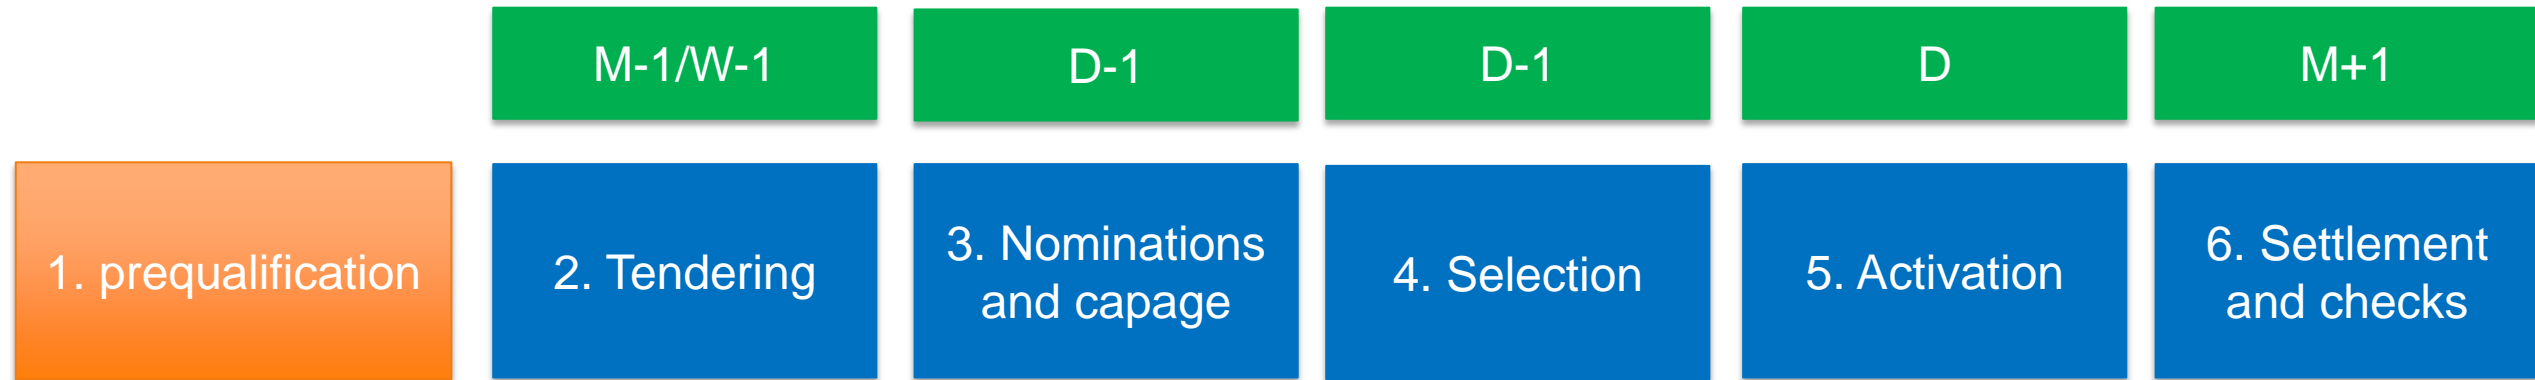 M-1/W-1
D-1
D-1
D
M+1
1. prequalification
2. Tendering
3. Nominations
and capage
4. Selection
5. Activation
6. Settlement
and checks